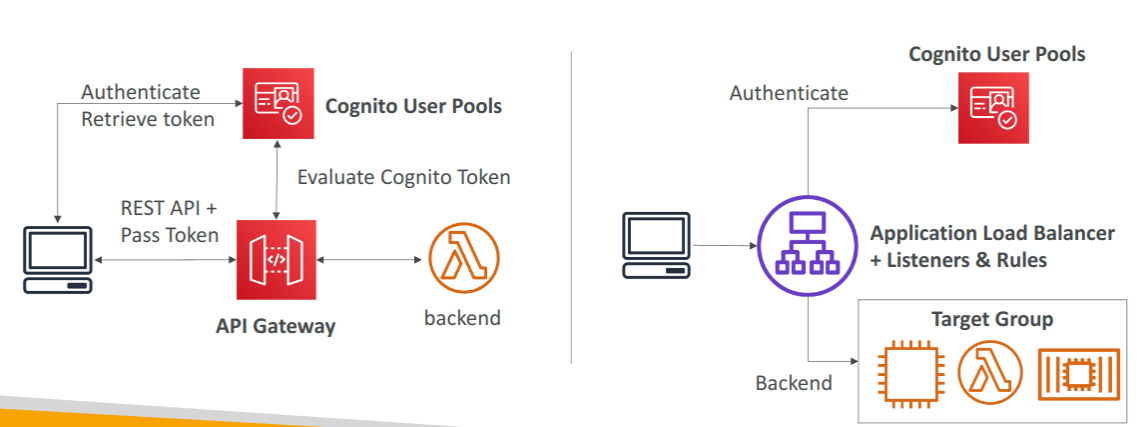 Authenticate
Retrieve token
Cognito User Pools
Evaluate Cognito Token
REST API +
Pass Token
</>
API Gateway
backend
Cognito User Pools
Authenticate
Application Load Balancer
+ Listeners & Rules
Target Group
Backend